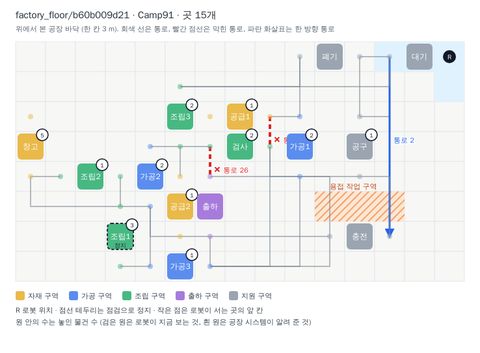 factory_floor/b60b009d21 · Camp91 · 곳 15개
위에서 본 공장 바닥 (한 칸 3 m). 회색 선은 통로, 빨간 점선은 막힌 통로, 파란 화살표는 한 방향 통로
폐기 대기 R
조립3 2 공급1 2
통로 2
창고 5 검사 2 가공1 2 공구 1
조립2 1 가공2 2 ✕ 통로 26
용접 작업 구역
공급2 1 출하
조립1 3 충전
가공3 1
자재 구역 가공 구역 조립 구역 출하 구역 지원 구역
R 로봇 위치 · 점선 테두리는 점검으로 정지 · 작은 점은 로봇이 서는 곳의 앞 칸
원 안의 수는 놓인 물건 수 (검은 원은 로봇이 지금 보는 것, 흰 원은 공장 시스템이 알려 준 것)